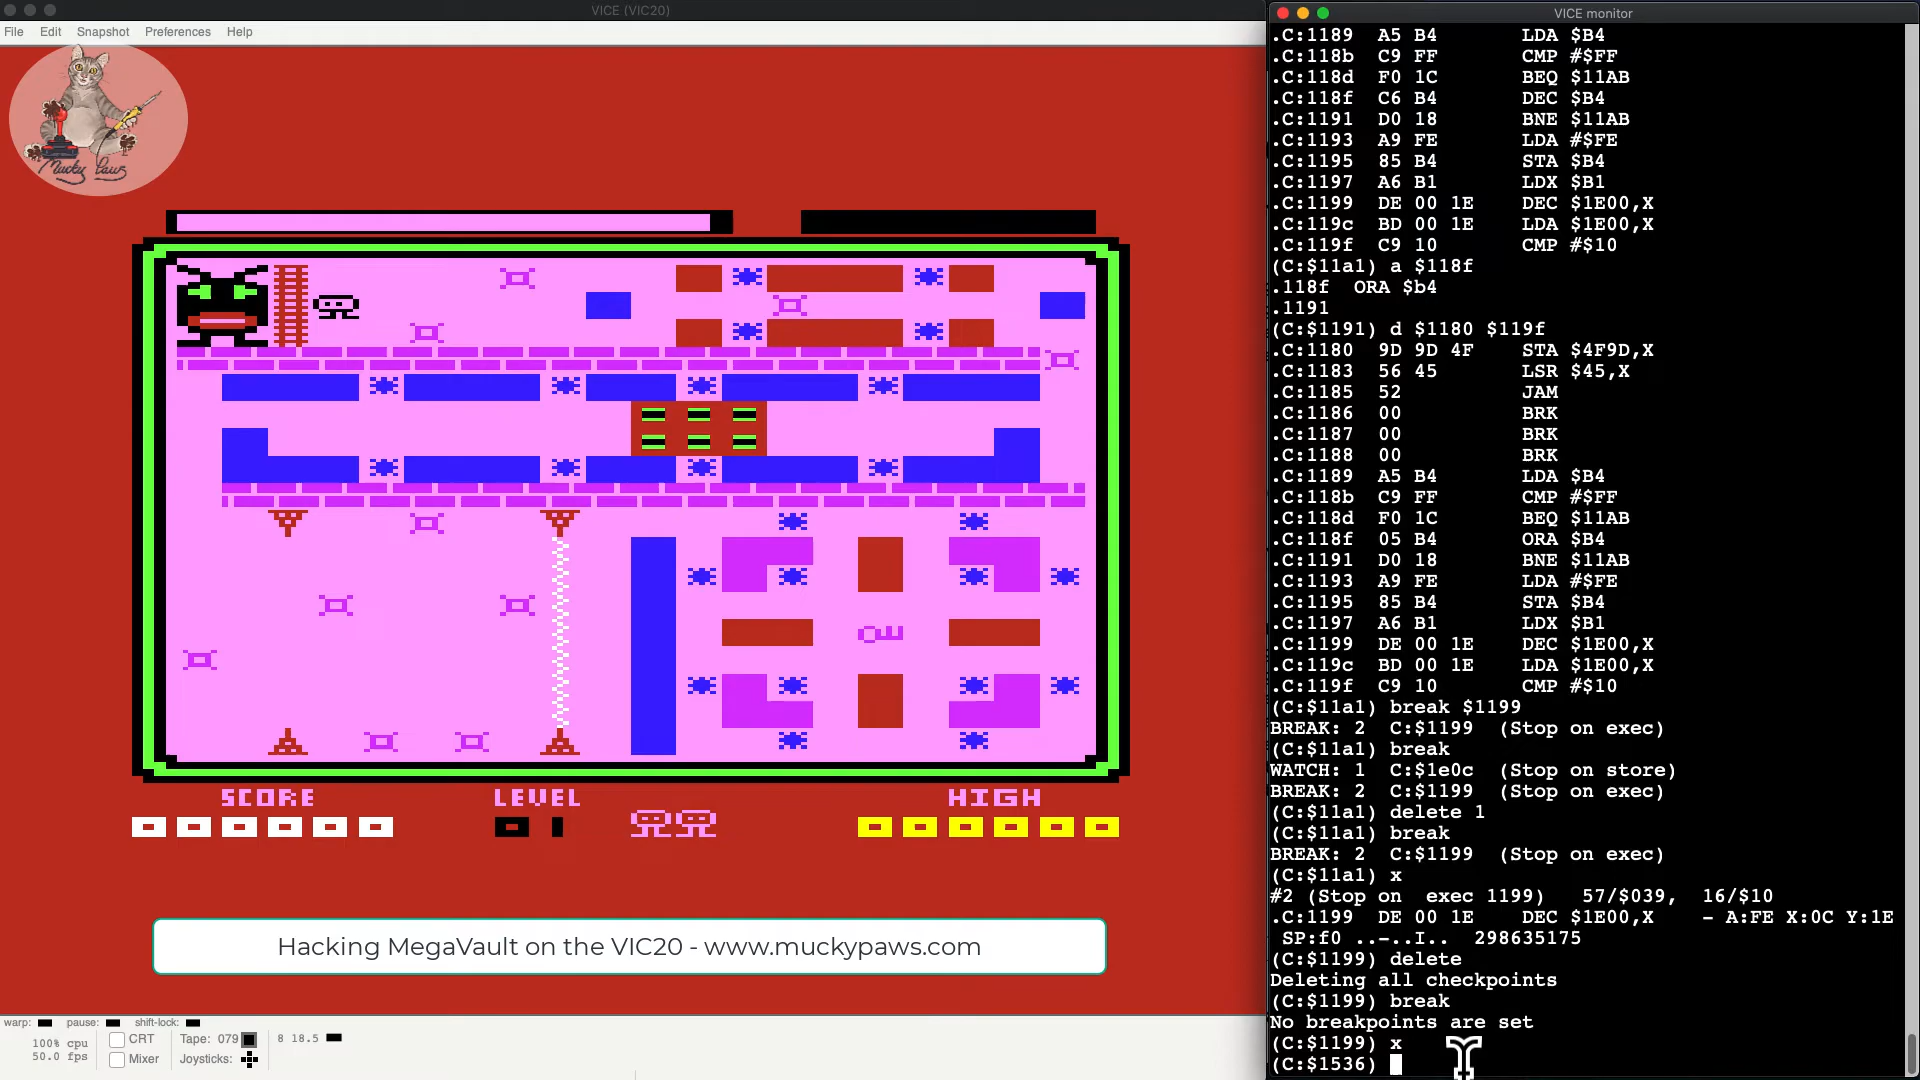 VICE (VIC20)
File Edit Snapshot Preferences Help
Mucky Paws
SCORE LEVEL HIGH
Hacking MegaVault on the VIC20 - www.muckypaws.com
warp: pause: shift-lock:
100% cpu
50.0 fps
CRT
Mixer
Tape: 079
Joysticks:
8 18.5
VICE monitor
.C:1189  A5 B4       LDA $B4
.C:118b  C9 FF       CMP #$FF
.C:118d  F0 1C       BEQ $11AB
.C:118f  C6 B4       DEC $B4
.C:1191  D0 18       BNE $11AB
.C:1193  A9 FE       LDA #$FE
.C:1195  85 B4       STA $B4
.C:1197  A6 B1       LDX $B1
.C:1199  DE 00 1E    DEC $1E00,X
.C:119c  BD 00 1E    LDA $1E00,X
.C:119f  C9 10       CMP #$10
(C:$11a1) a $118f
.118f  ORA $b4
.1191
(C:$1191) d $1180 $119f
.C:1180  9D 9D 4F    STA $4F9D,X
.C:1183  56 45       LSR $45,X
.C:1185  52          JAM
.C:1186  00          BRK
.C:1187  00          BRK
.C:1188  00          BRK
.C:1189  A5 B4       LDA $B4
.C:118b  C9 FF       CMP #$FF
.C:118d  F0 1C       BEQ $11AB
.C:118f  05 B4       ORA $B4
.C:1191  D0 18       BNE $11AB
.C:1193  A9 FE       LDA #$FE
.C:1195  85 B4       STA $B4
.C:1197  A6 B1       LDX $B1
.C:1199  DE 00 1E    DEC $1E00,X
.C:119c  BD 00 1E    LDA $1E00,X
.C:119f  C9 10       CMP #$10
(C:$11a1) break $1199
BREAK: 2  C:$1199  (Stop on exec)
(C:$11a1) break
WATCH: 1  C:$1e0c  (Stop on store)
BREAK: 2  C:$1199  (Stop on exec)
(C:$11a1) delete 1
(C:$11a1) break
BREAK: 2  C:$1199  (Stop on exec)
(C:$11a1) x
#2 (Stop on  exec 1199)   57/$039,  16/$10
.C:1199  DE 00 1E    DEC $1E00,X    - A:FE X:0C Y:1E
SP:f0 ..-..I..  298635175
(C:$1199) delete
Deleting all checkpoints
(C:$1199) break
No breakpoints are set
(C:$1199) x
(C:$1536)